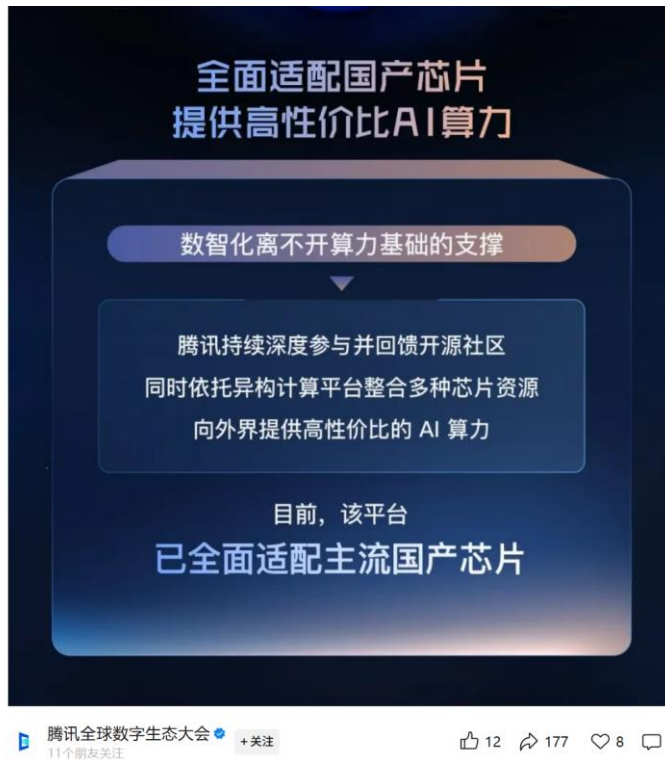 全面适配国产芯片
提供高性价比AI算力
数智化离不开算力基础的支撑
腾讯持续深度参与并回馈开源社区
同时依托异构计算平台整合多种芯片资源
向外界提供高性价比的 AI 算力
目前，该平台
已全面适配主流国产芯片
腾讯全球数字生态大会
11个朋友关注
+关注
12
177
8